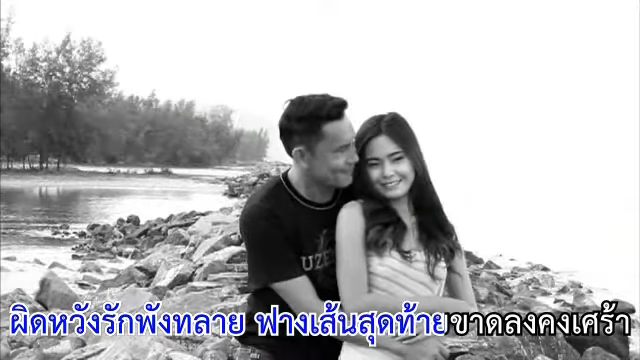 UZE
ผิดหวังรักพังทลาย ฟางเส้นสุดท้ายขาดลงคงเศร้า